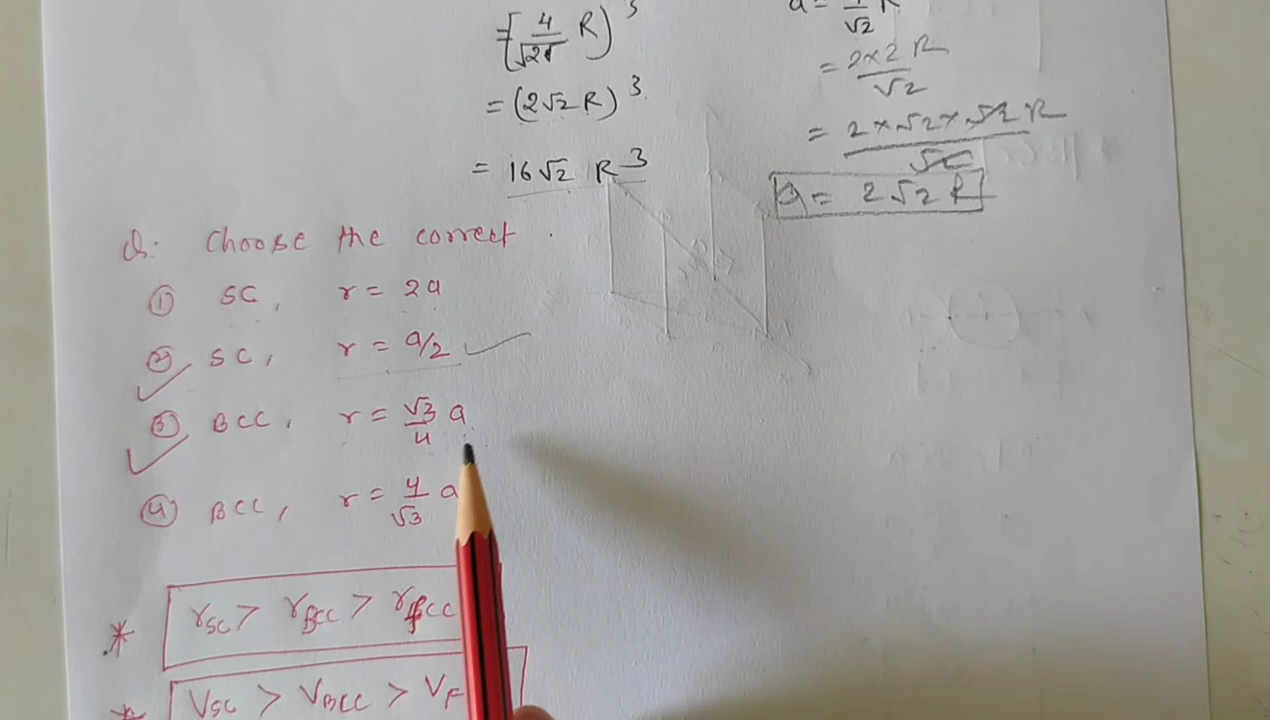 = (4/√2 R)³
= (2√2 R)³
= 16√2 R³
= 2×2 R/√2
= 2×√2×√2 R/√2
a = 2√2 R
Q: Choose the correct .
① SC, r = 2a
② SC, r = a/2
③ BCC, r = √3/4 a
④ BCC, r = 4/√3 a
* r_SC > r_BCC > r_FCC
* V_SC > V_BCC > V_F